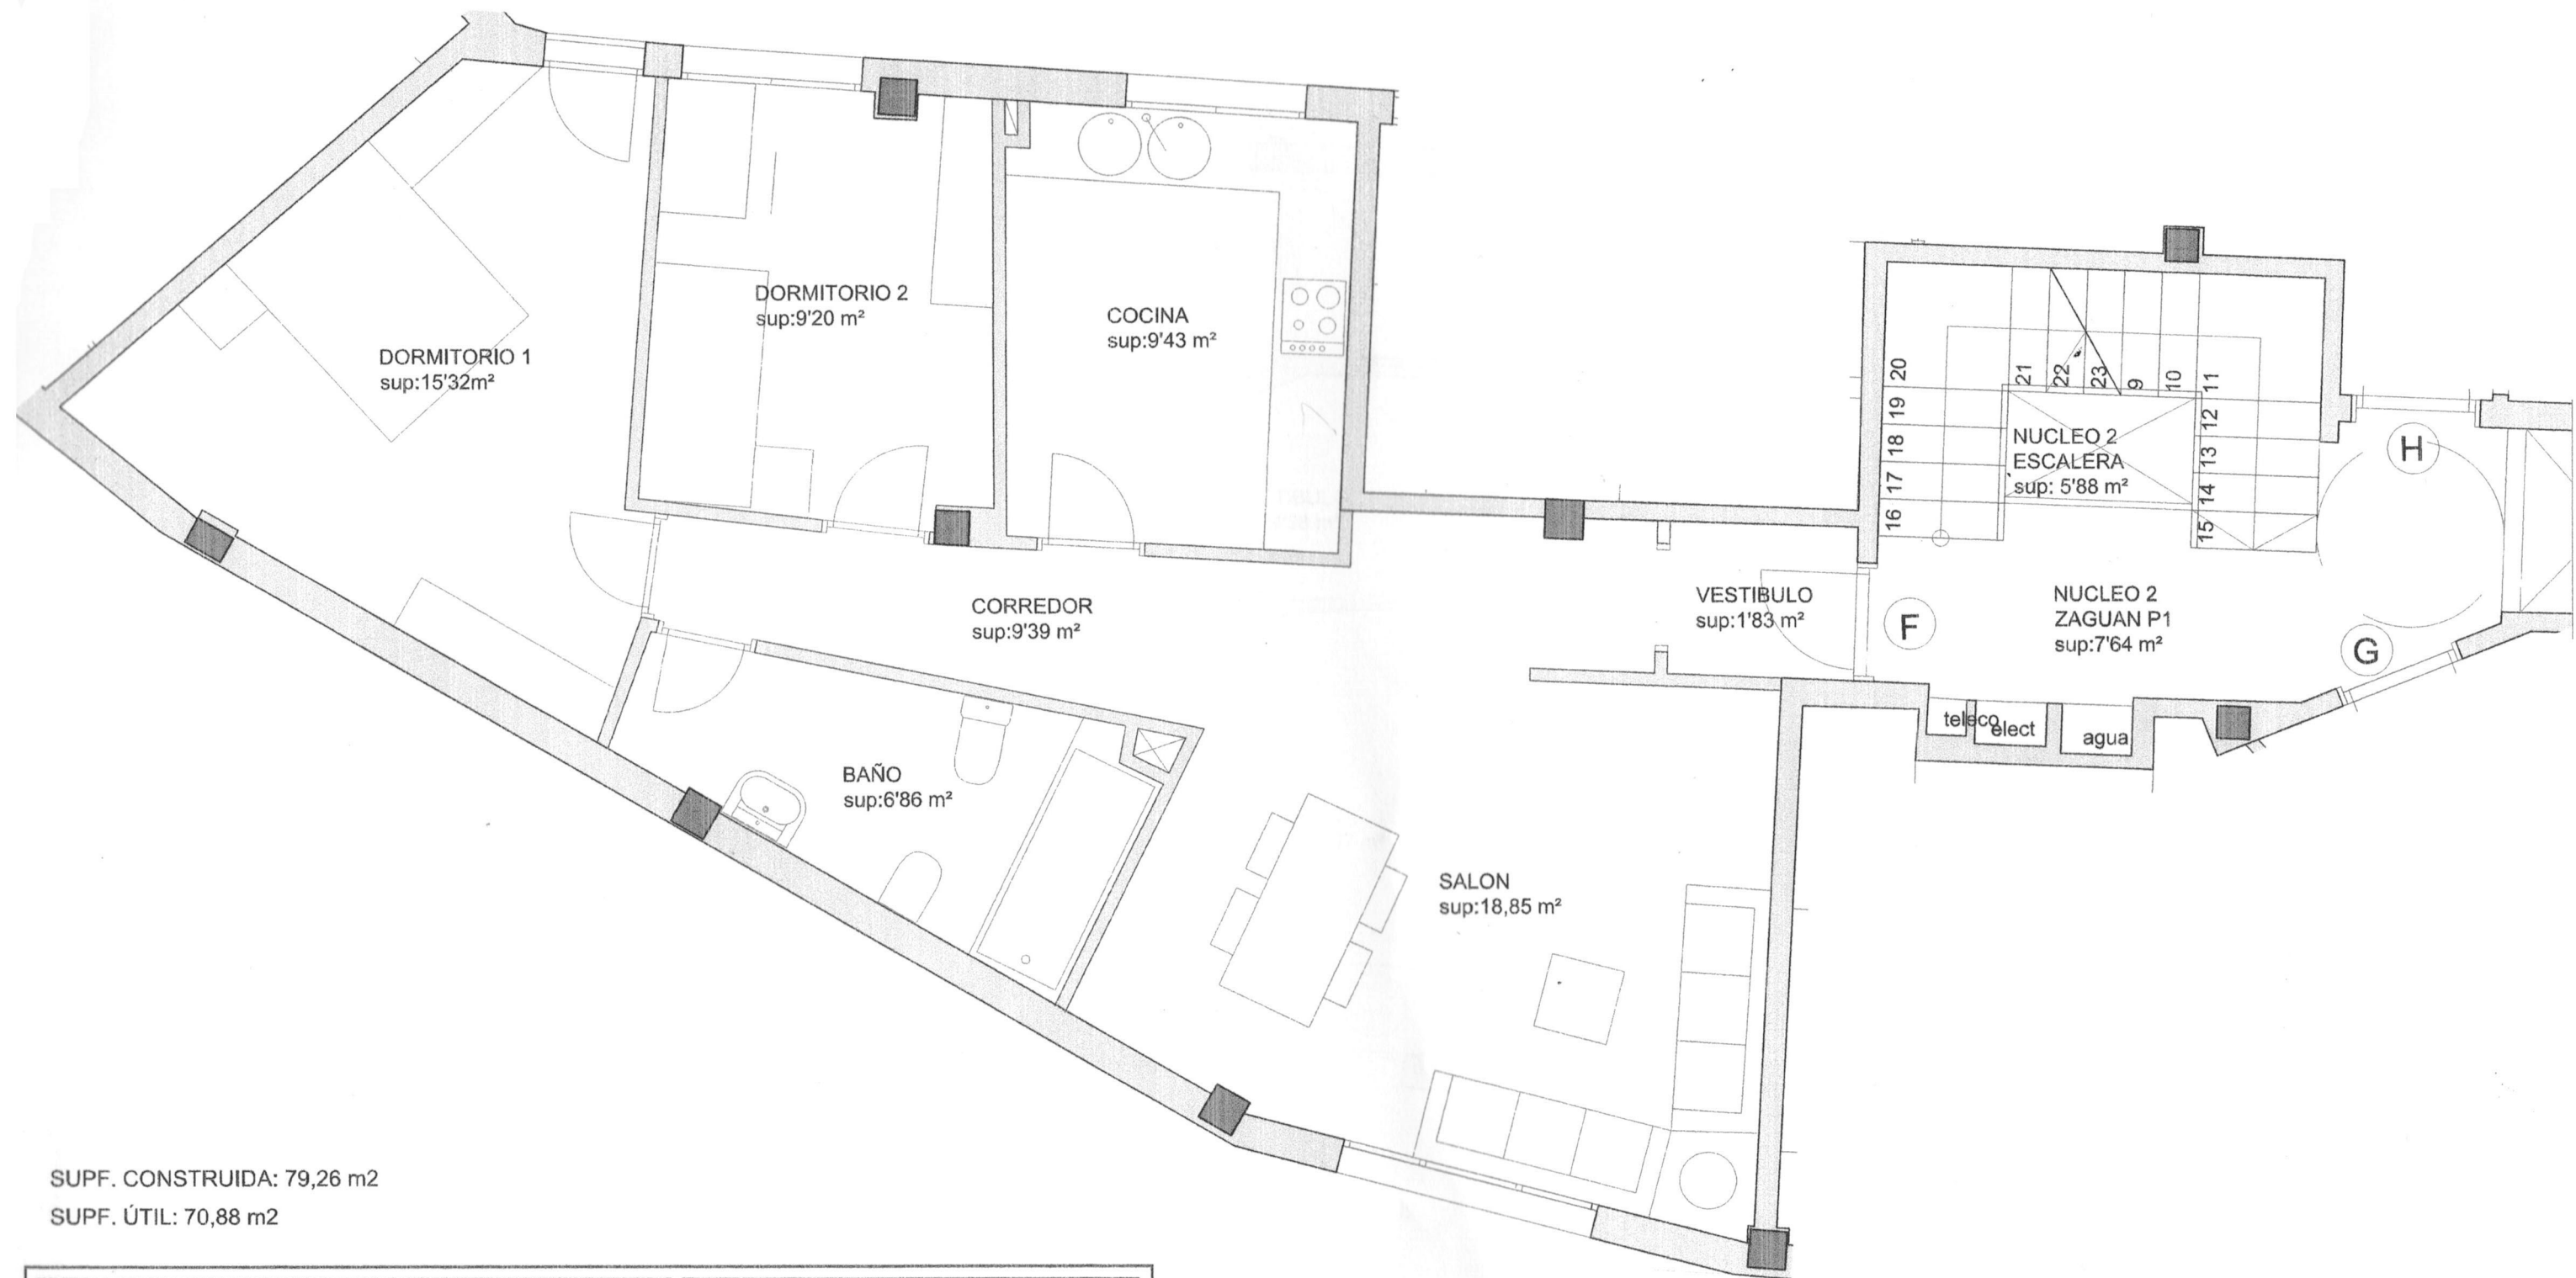 DORMITORIO 1
sup:15'32m²
DORMITORIO 2
sup:9'20 m²
COCINA
sup:9'43 m²
CORREDOR
sup:9'39 m²
BAÑO
sup:6'86 m²
SALON
sup:18,85 m²
VESTIBULO
sup:1'83 m²
F
NUCLEO 2
ESCALERA
sup: 5'88 m²
20
19
18
17
16
21
22
23
9
10
11
12
13
14
15
NUCLEO 2
ZAGUAN P1
sup:7'64 m²
H
G
teleco
elect
agua
SUPF. CONSTRUIDA: 79,26 m2
SUPF. ÚTIL: 70,88 m2